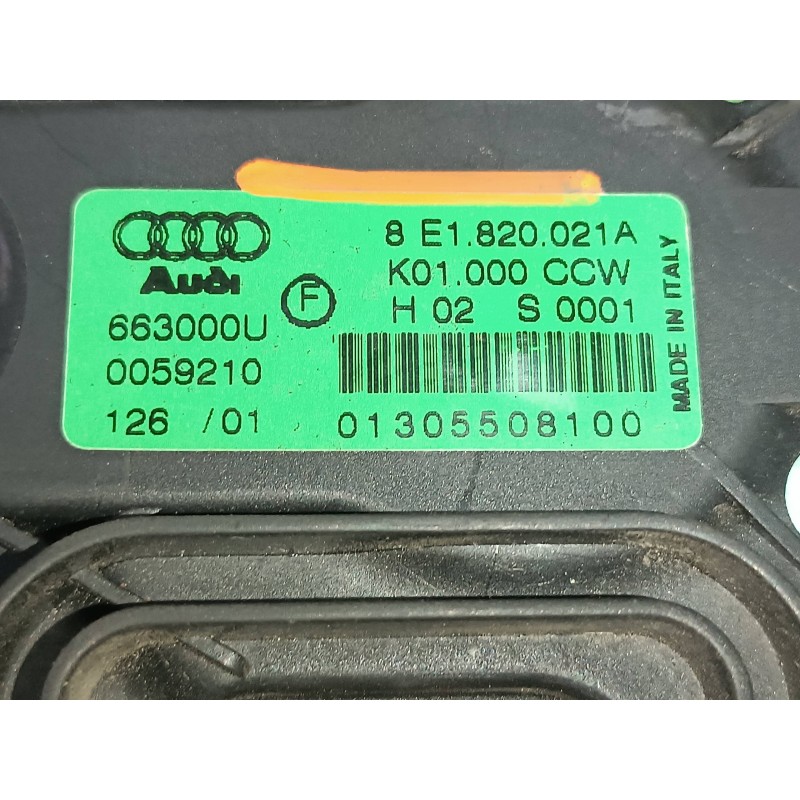 Audi
663000U
0059210
126 /01
F
8 E1.820.021A
K01.000 CCW
H 02 S 0001
01305508100
MADE IN ITALY